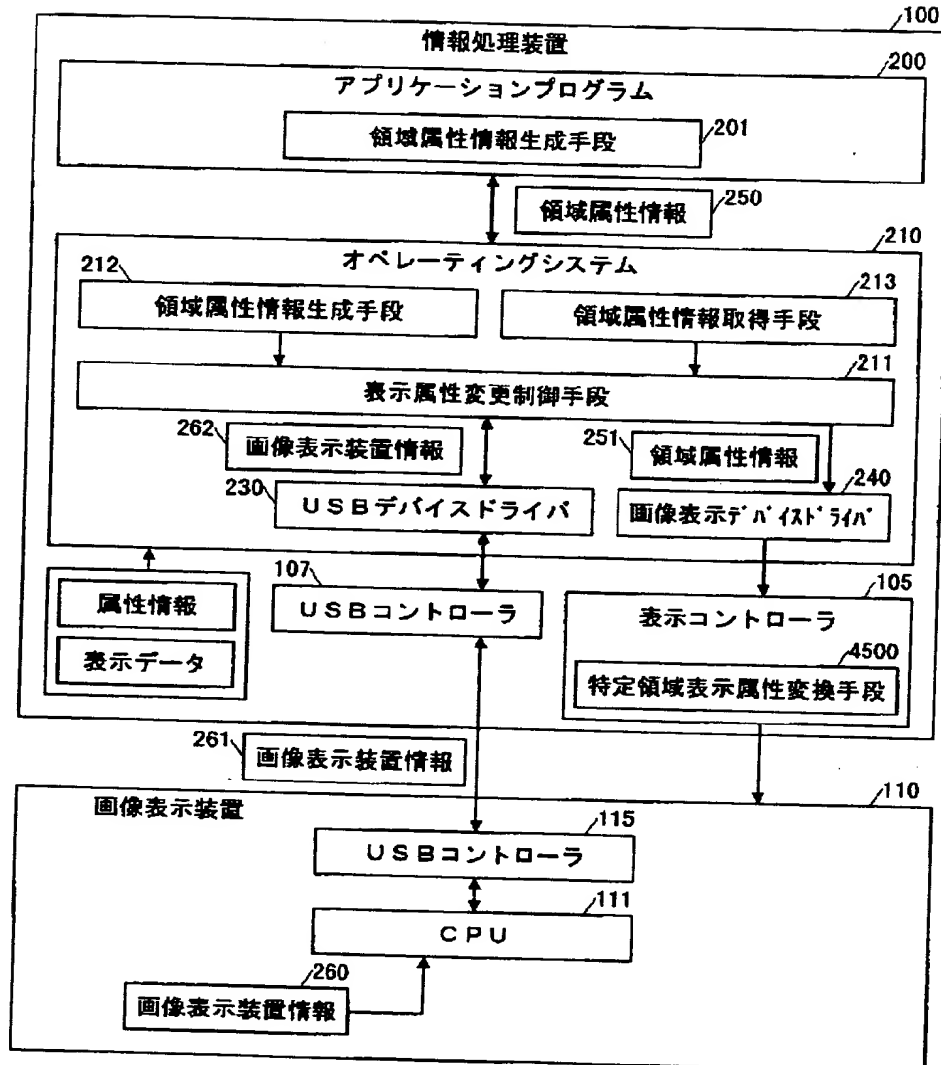 100
情報処理装置
200
アプリケーションプログラム
201
領域属性情報生成手段
領域属性情報
250
210
オペレーティングシステム
212
213
領域属性情報生成手段
領域属性情報取得手段
211
表示属性変更制御手段
262
画像表示装置情報
251
領域属性情報
230
240
USBデバイスドライバ
画像表示デバイスドライバ
107
105
属性情報
USBコントローラ
表示コントローラ
表示データ
4500
特定領域表示属性変換手段
261
画像表示装置情報
110
画像表示装置
115
USBコントローラ
111
CPU
260
画像表示装置情報